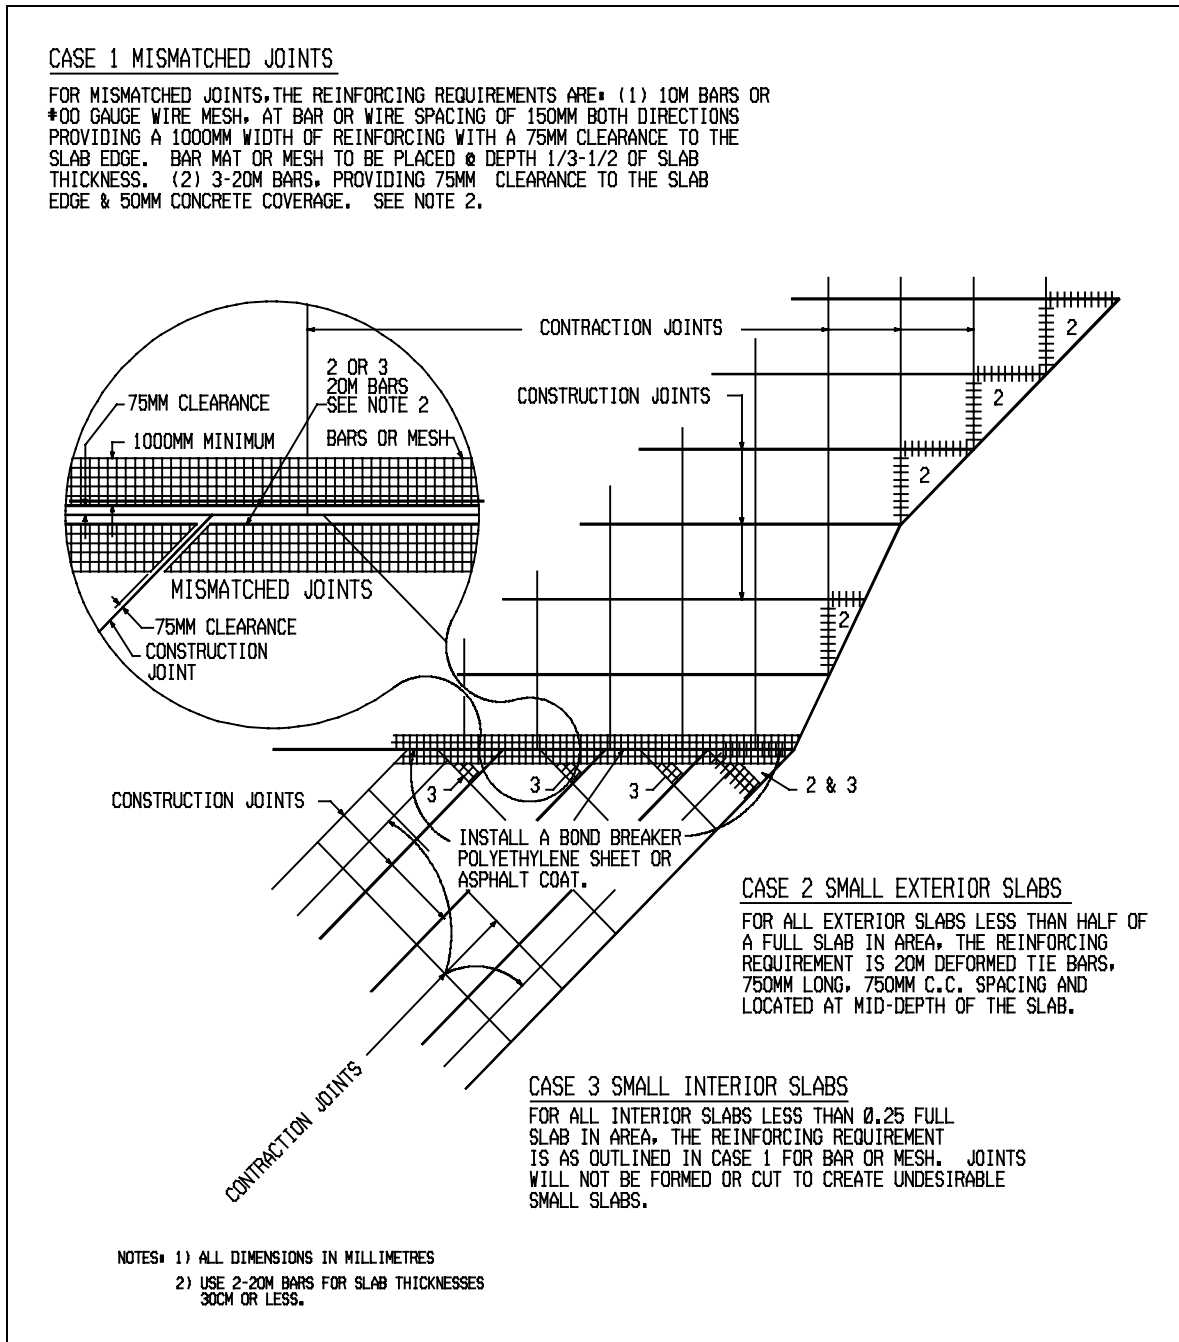 CASE 1 MISMATCHED JOINTS
FOR MISMATCHED JOINTS, THE REINFORCING REQUIREMENTS ARE: (1) 10M BARS OR
#00 GAUGE WIRE MESH, AT BAR OR WIRE SPACING OF 150MM BOTH DIRECTIONS
PROVIDING A 1000MM WIDTH OF REINFORCING WITH A 75MM CLEARANCE TO THE
SLAB EDGE. BAR MAT OR MESH TO BE PLACED @ DEPTH 1/3-1/2 OF SLAB
THICKNESS. (2) 3-20M BARS, PROVIDING 75MM CLEARANCE TO THE SLAB
EDGE & 50MM CONCRETE COVERAGE. SEE NOTE 2.
CONTRACTION JOINTS
2
2 OR 3
20M BARS
SEE NOTE 2
75MM CLEARANCE
CONSTRUCTION JOINTS
2
1000MM MINIMUM
BARS OR MESH
2
MISMATCHED JOINTS
2
75MM CLEARANCE
CONSTRUCTION
JOINT
3
3
3
2 & 3
CONSTRUCTION JOINTS
INSTALL A BOND BREAKER
POLYETHYLENE SHEET OR
ASPHALT COAT.
CASE 2 SMALL EXTERIOR SLABS
FOR ALL EXTERIOR SLABS LESS THAN HALF OF
A FULL SLAB IN AREA, THE REINFORCING
REQUIREMENT IS 20M DEFORMED TIE BARS,
750MM LONG, 750MM C.C. SPACING AND
LOCATED AT MID-DEPTH OF THE SLAB.
CONTRACTION JOINTS
CASE 3 SMALL INTERIOR SLABS
FOR ALL INTERIOR SLABS LESS THAN 0.25 FULL
SLAB IN AREA, THE REINFORCING REQUIREMENT
IS AS OUTLINED IN CASE 1 FOR BAR OR MESH. JOINTS
WILL NOT BE FORMED OR CUT TO CREATE UNDESIRABLE
SMALL SLABS.
NOTES: 1) ALL DIMENSIONS IN MILLIMETRES
2) USE 2-20M BARS FOR SLAB THICKNESSES
30CM OR LESS.